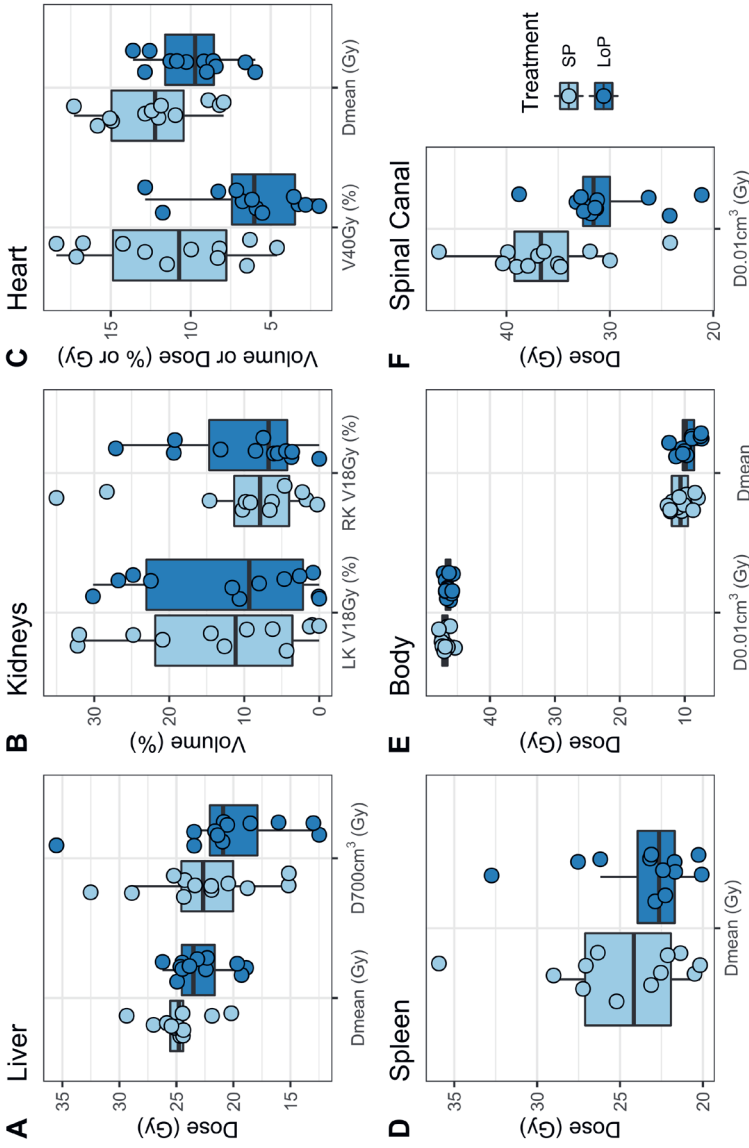 A
Liver
Dose (Gy)
35
30
25
20
15
Dmean (Gy)
D700cm³ (Gy)
B
Kidneys
Volume (%)
30
20
10
0
LK V18Gy (%)
RK V18Gy (%)
C
Heart
Volume or Dose (% or Gy)
15
10
5
V40Gy (%)
Dmean (Gy)
D
Spleen
Dose (Gy)
35
30
25
20
Dmean (Gy)
E
Body
Dose (Gy)
50
40
30
20
10
D0.01cm³ (Gy)
Dmean
F
Spinal Canal
Dose (Gy)
40
30
20
D0.01cm³ (Gy)
Treatment
SP
LoP